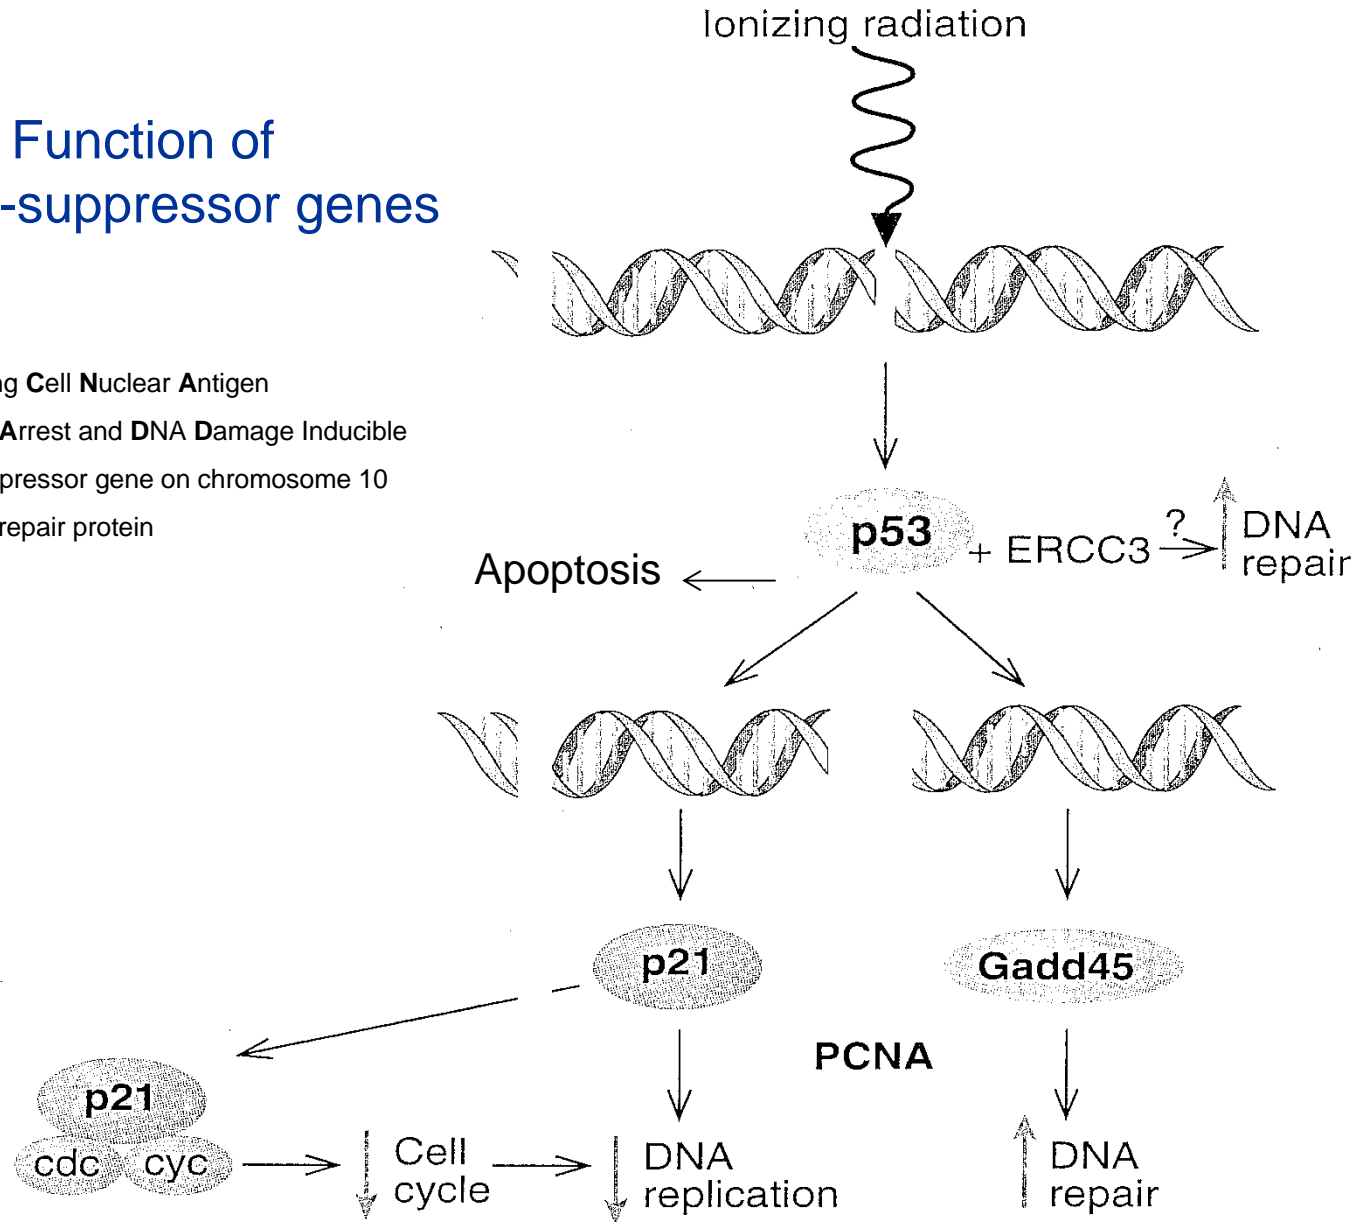 Ionizing radiation
Function of
-suppressor genes
ng Cell Nuclear Antigen
Arrest and DNA Damage Inducible
pressor gene on chromosome 10
repair protein
p53 + ERCC3 ? DNA
repair
Apoptosis
p21
Gadd45
PCNA
p21
cdc cyc
Cell
cycle
DNA
replication
DNA
repair